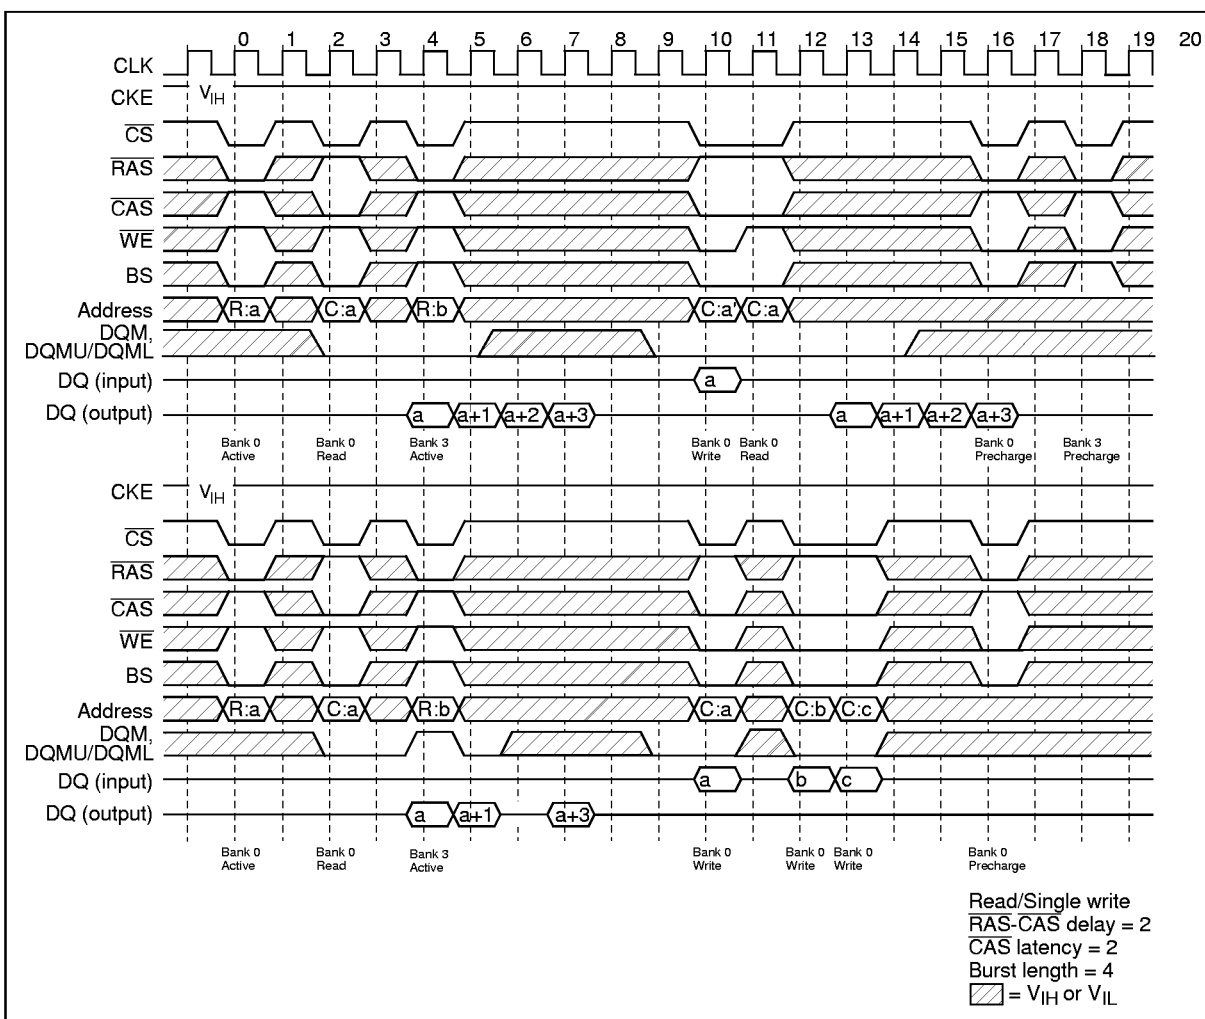 0 1 2 3 4 5 6 7 8 9 10 11 12 13 14 15 16 17 18 19 20
CLK
CKE VIH
CS
RAS
CAS
WE
BS
Address R:a C:a R:b C:a' C:a
DQM,
DQMU/DQML
DQ (input) a
DQ (output) a a+1 a+2 a+3 a a+1 a+2 a+3
Bank 0 Bank 0 Bank 3 Bank 0 Bank 0 Bank 0 Bank 3
Active Read Active Write Read Precharge Precharge
CKE VIH
CS
RAS
CAS
WE
BS
Address R:a C:a R:b C:a C:b C:c
DQM,
DQMU/DQML
DQ (input) a b c
DQ (output) a a+1 a+3
Bank 0 Bank 0 Bank 3 Bank 0 Bank 0 Bank 0 Bank 0
Active Read Active Write Write Write Precharge
Read/Single write
RAS-CAS delay = 2
CAS latency = 2
Burst length = 4
= VIH or VIL